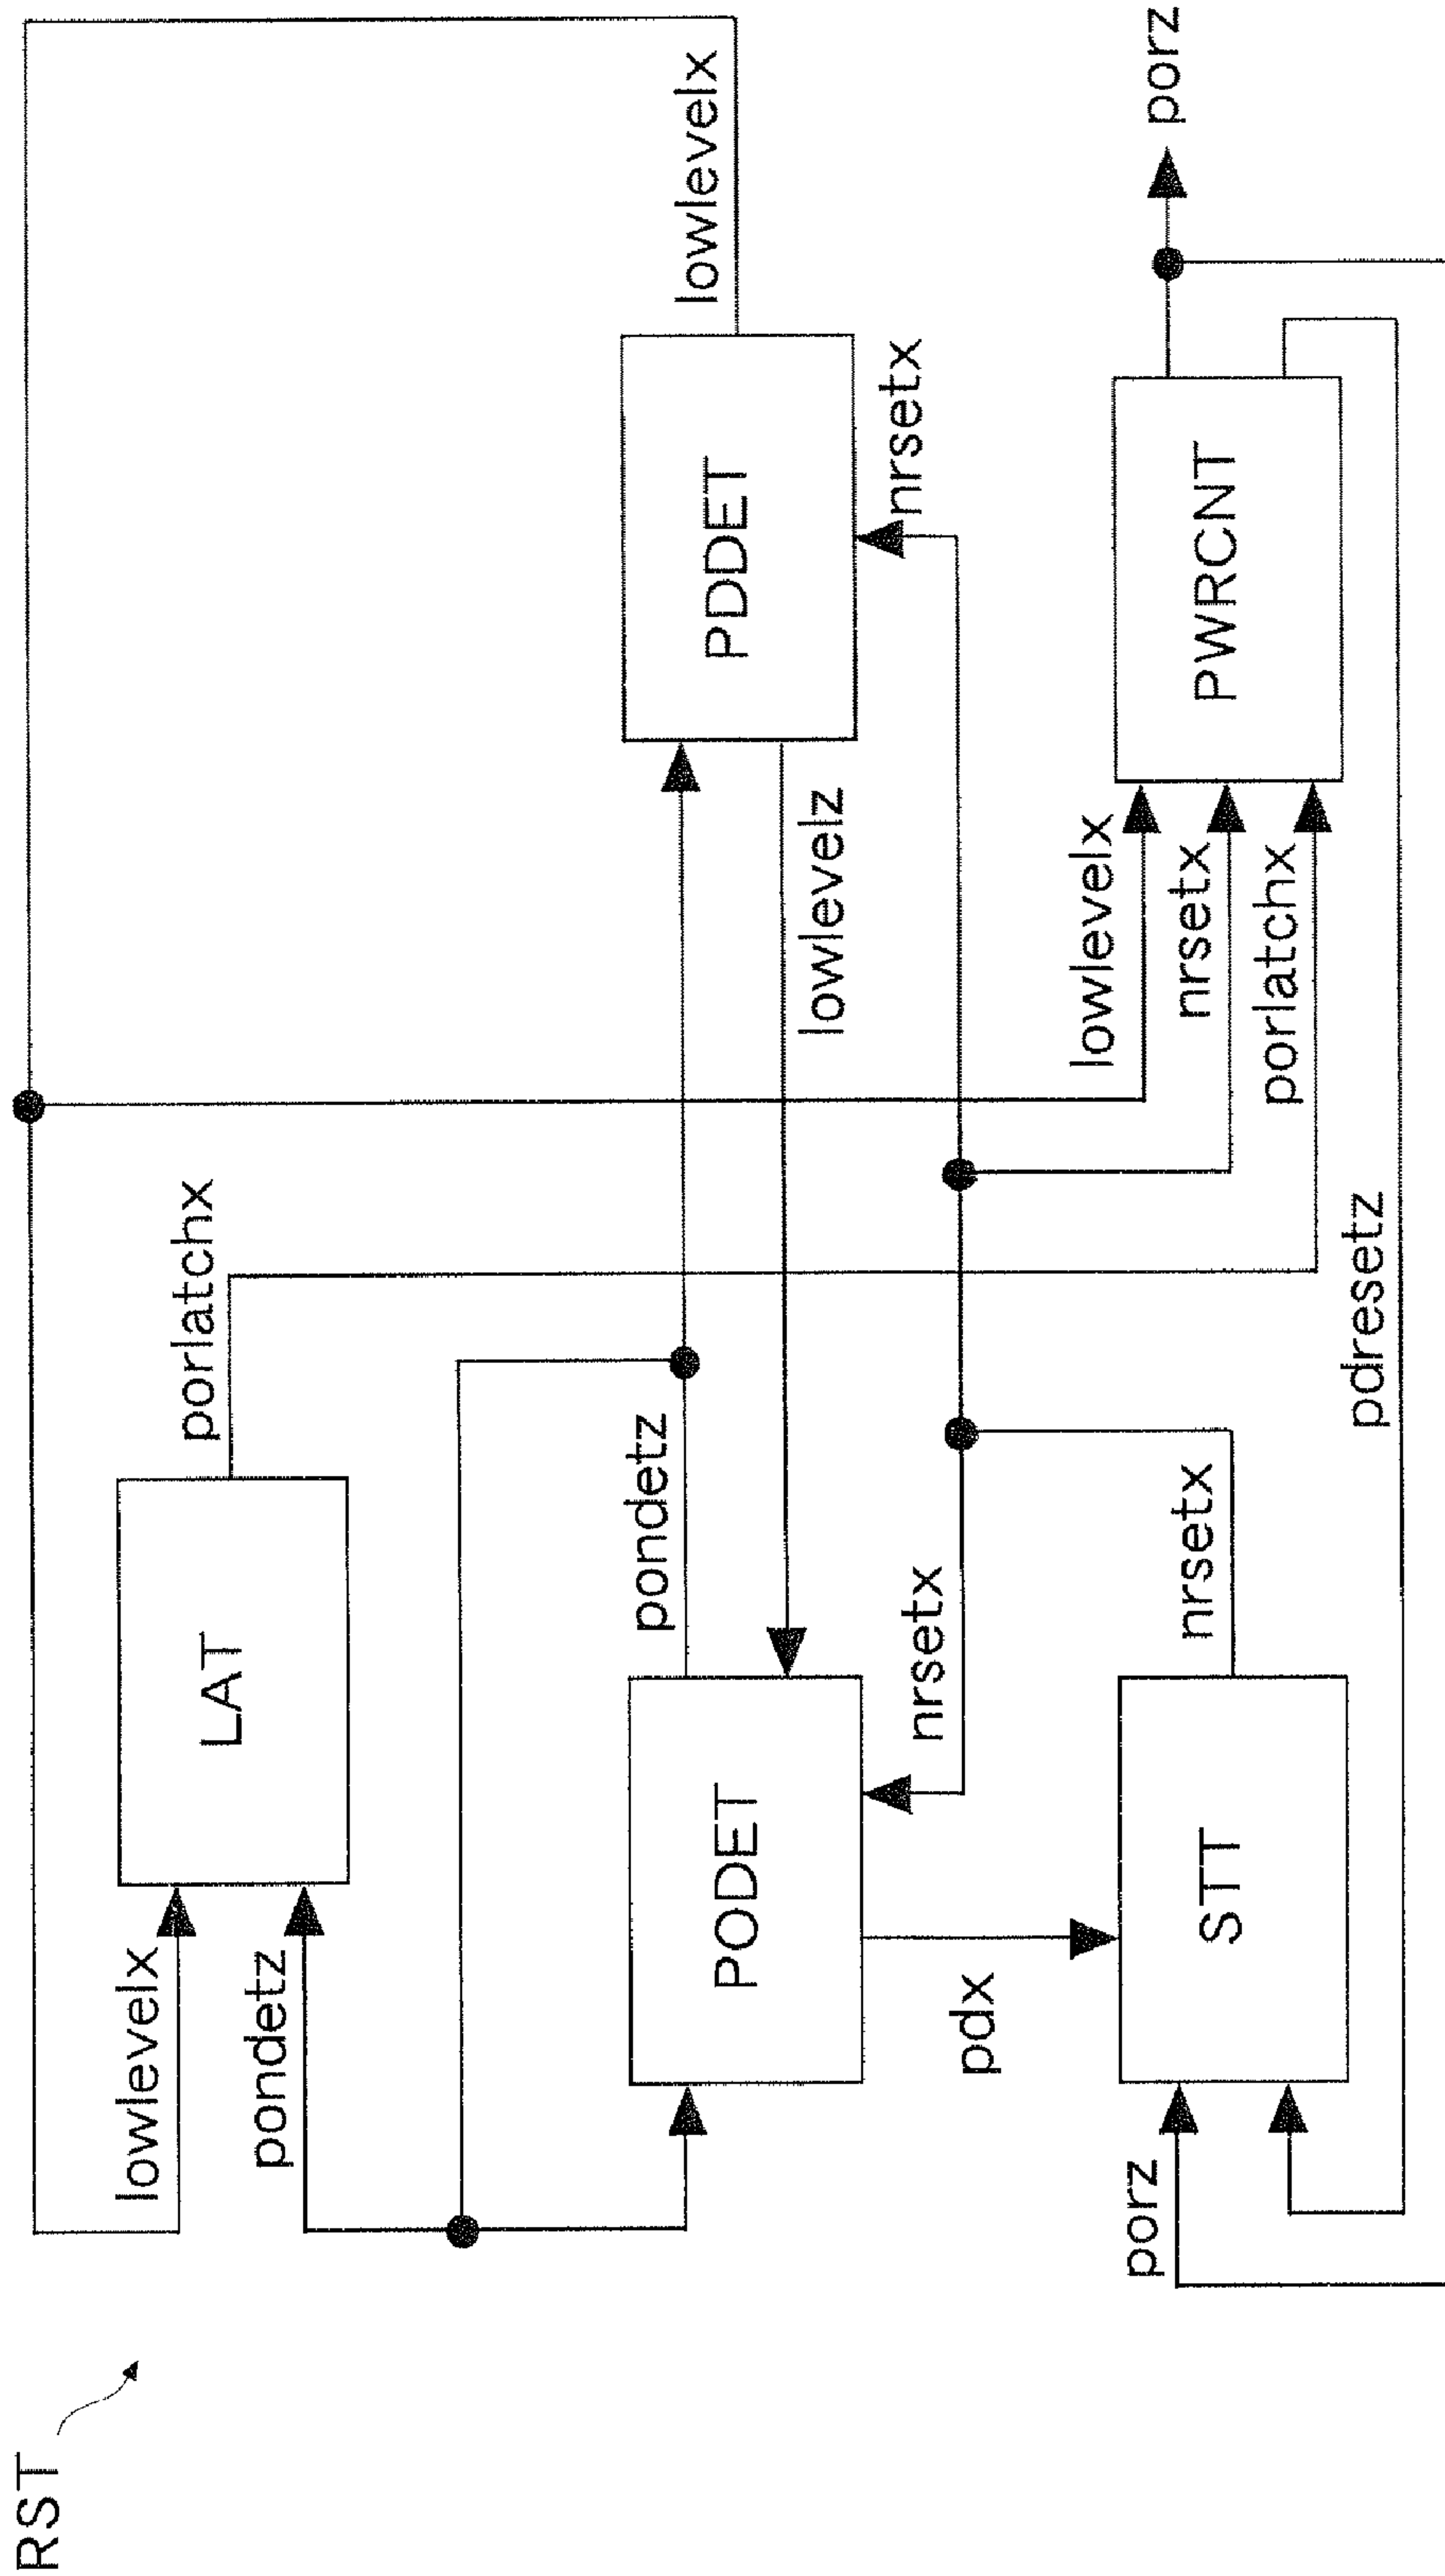 RST
lowlevelx
pondetz
LAT
porlatchx
lowlevelx
PODET
pondetz
lowlevelz
PDDET
nrsetx
nrsetx
pdx
porz
STT
nrsetx
lowlevelx
nrsetx
porlatchx
PWRCNT
porz
pdresetz